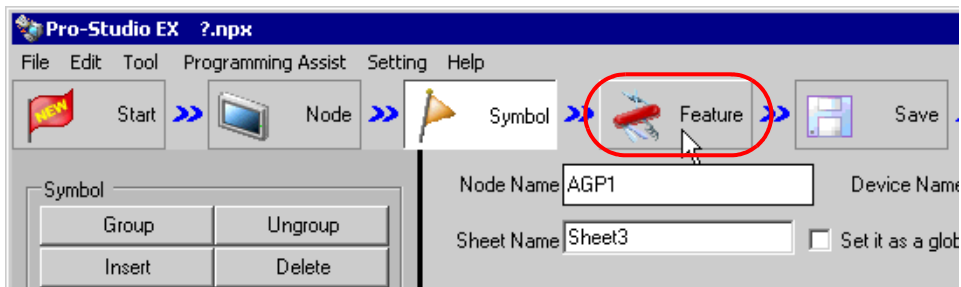 Pro-Studio EX ?.npx
File Edit Tool Programming Assist Setting Help
NEW Start Node Symbol Feature Save
Symbol
Group Ungroup
Insert Delete
Node Name AGP1 Device Name
Sheet Name Sheet3 Set it as a glob